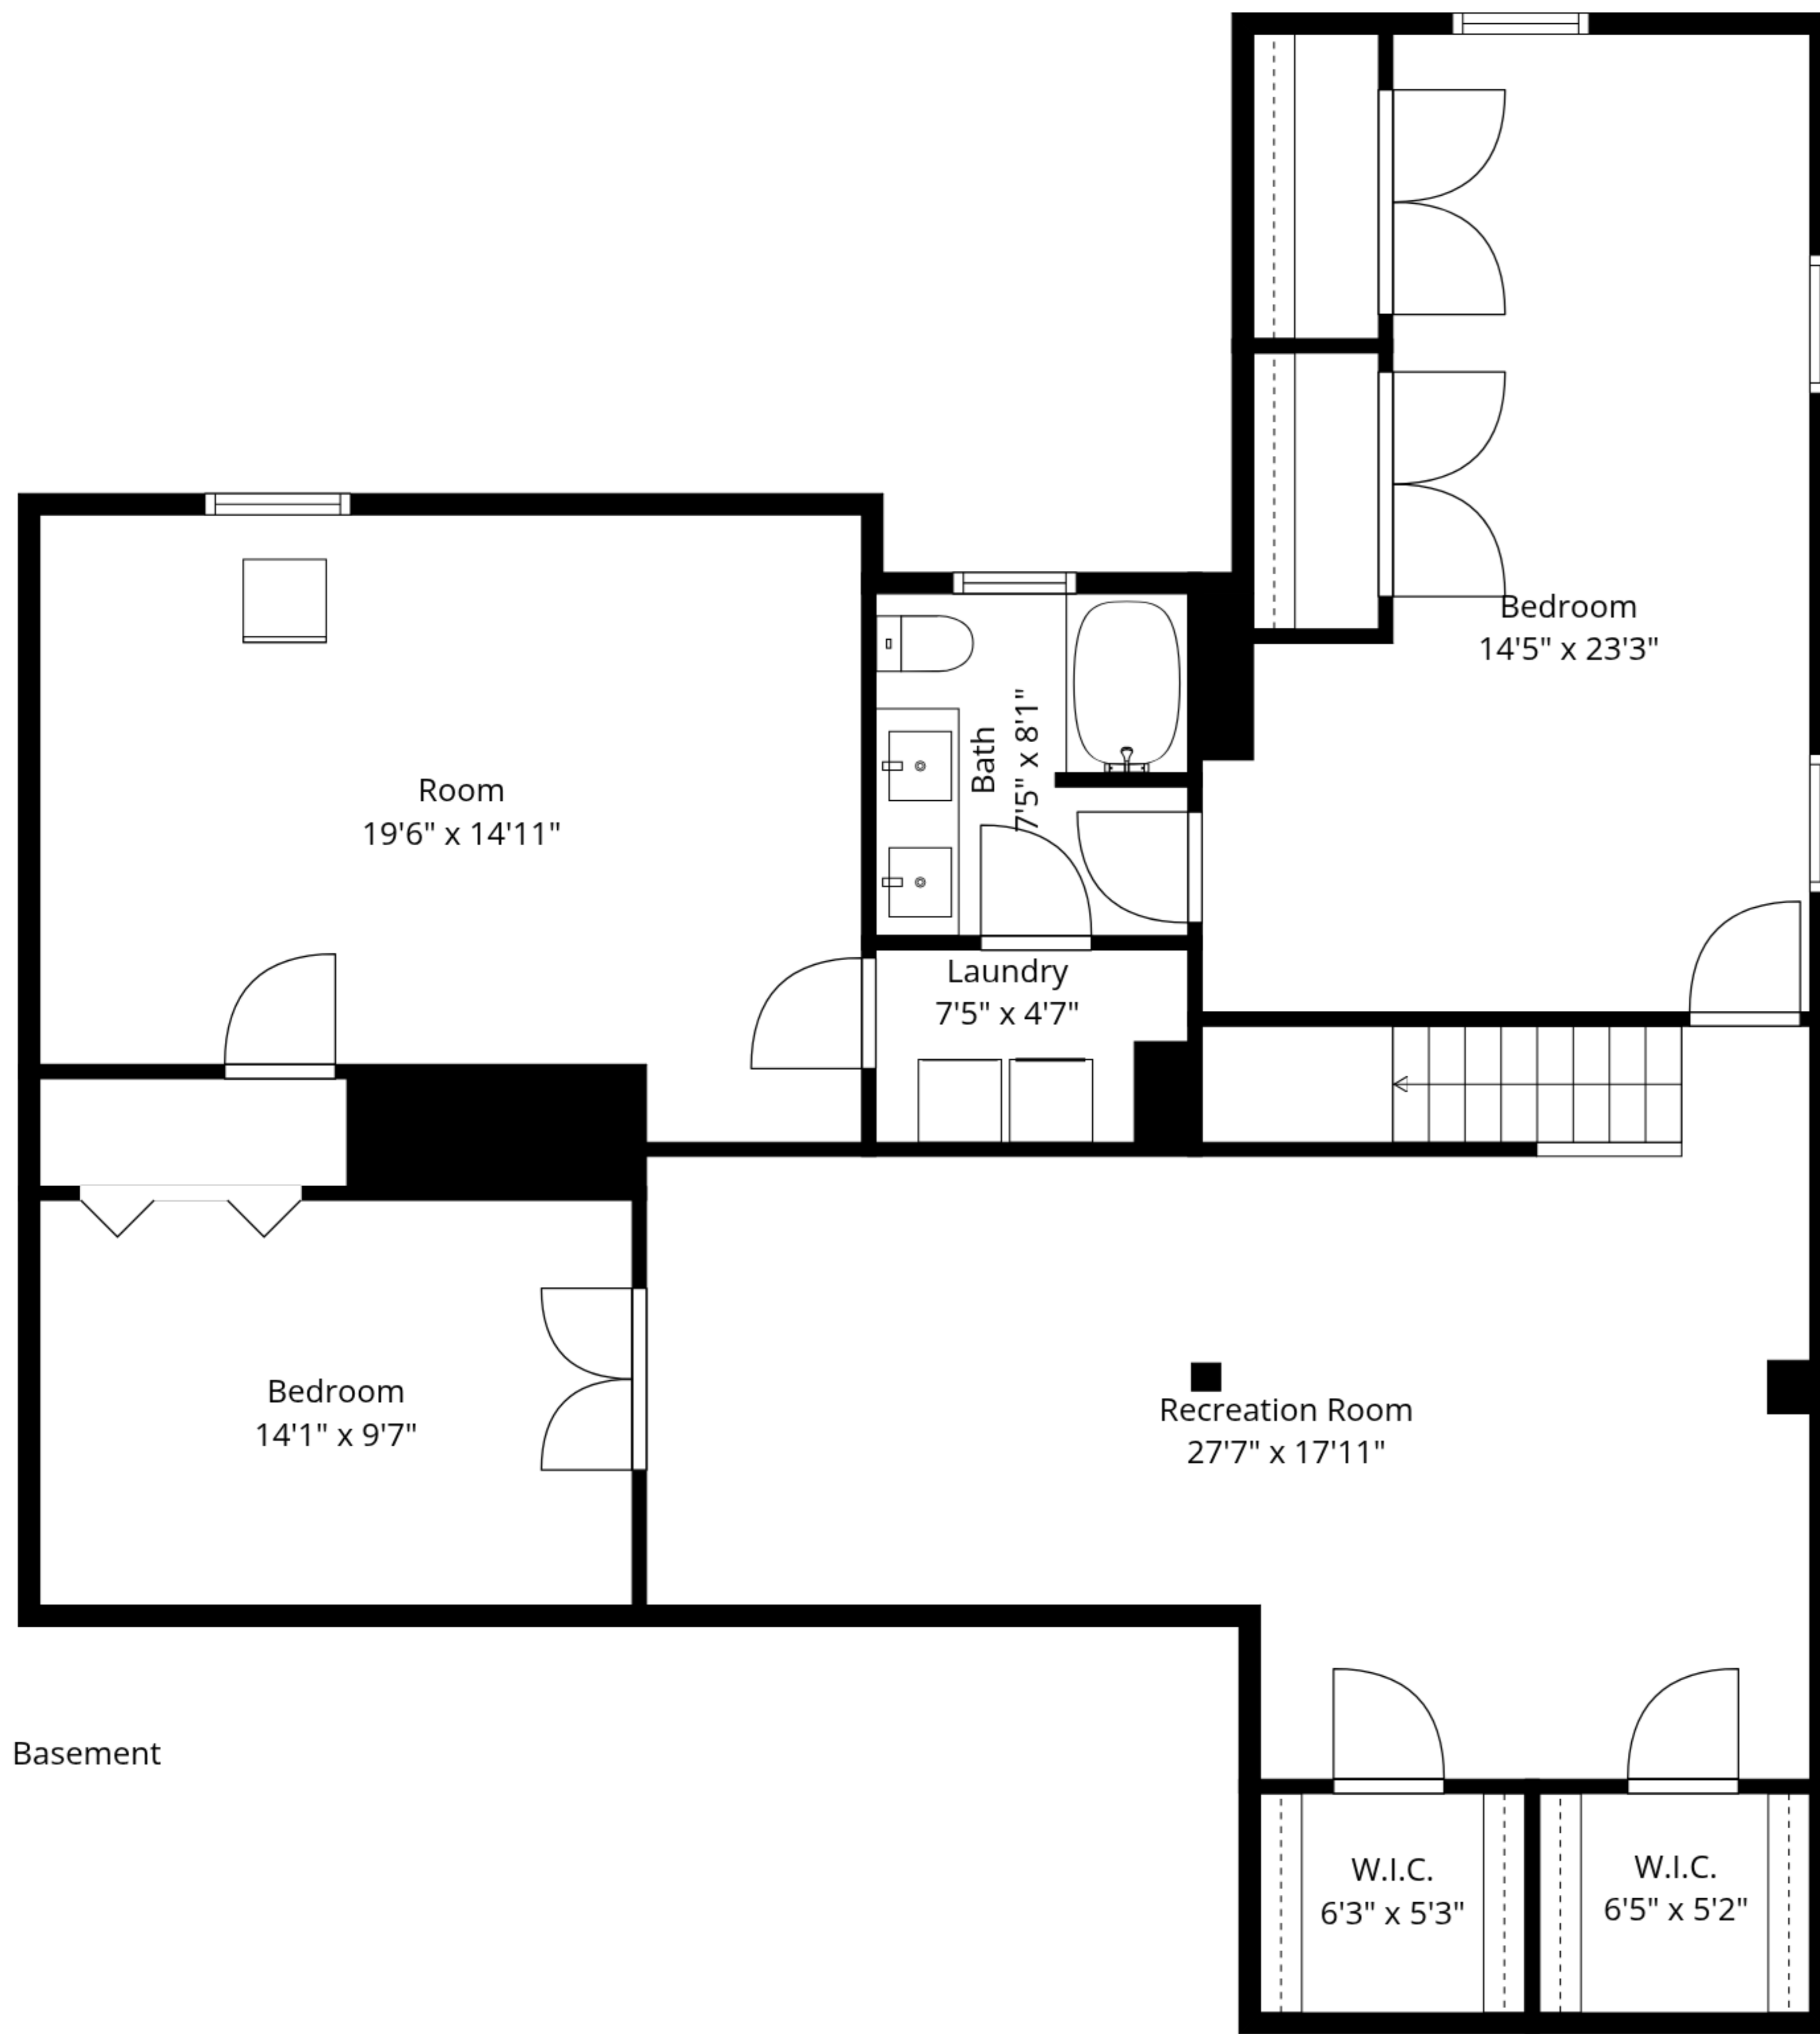 Bedroom
14'5" x 23'3"
Room
19'6" x 14'11"
Bath
7'5" x 8'1"
Laundry
7'5" x 4'7"
Bedroom
14'1" x 9'7"
Recreation Room
27'7" x 17'11"
Basement
W.I.C.
6'3" x 5'3"
W.I.C.
6'5" x 5'2"